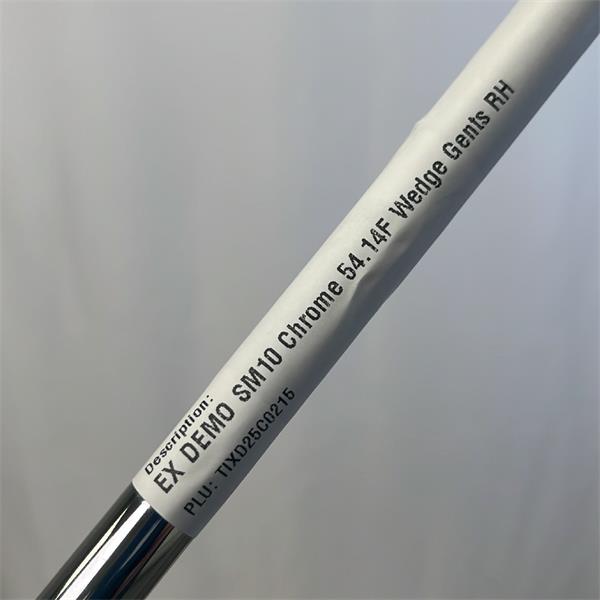 Description:
EX DEMO SM10 Chrome 54.14F Wedge Gents RH
PLU: TIXD25C0215